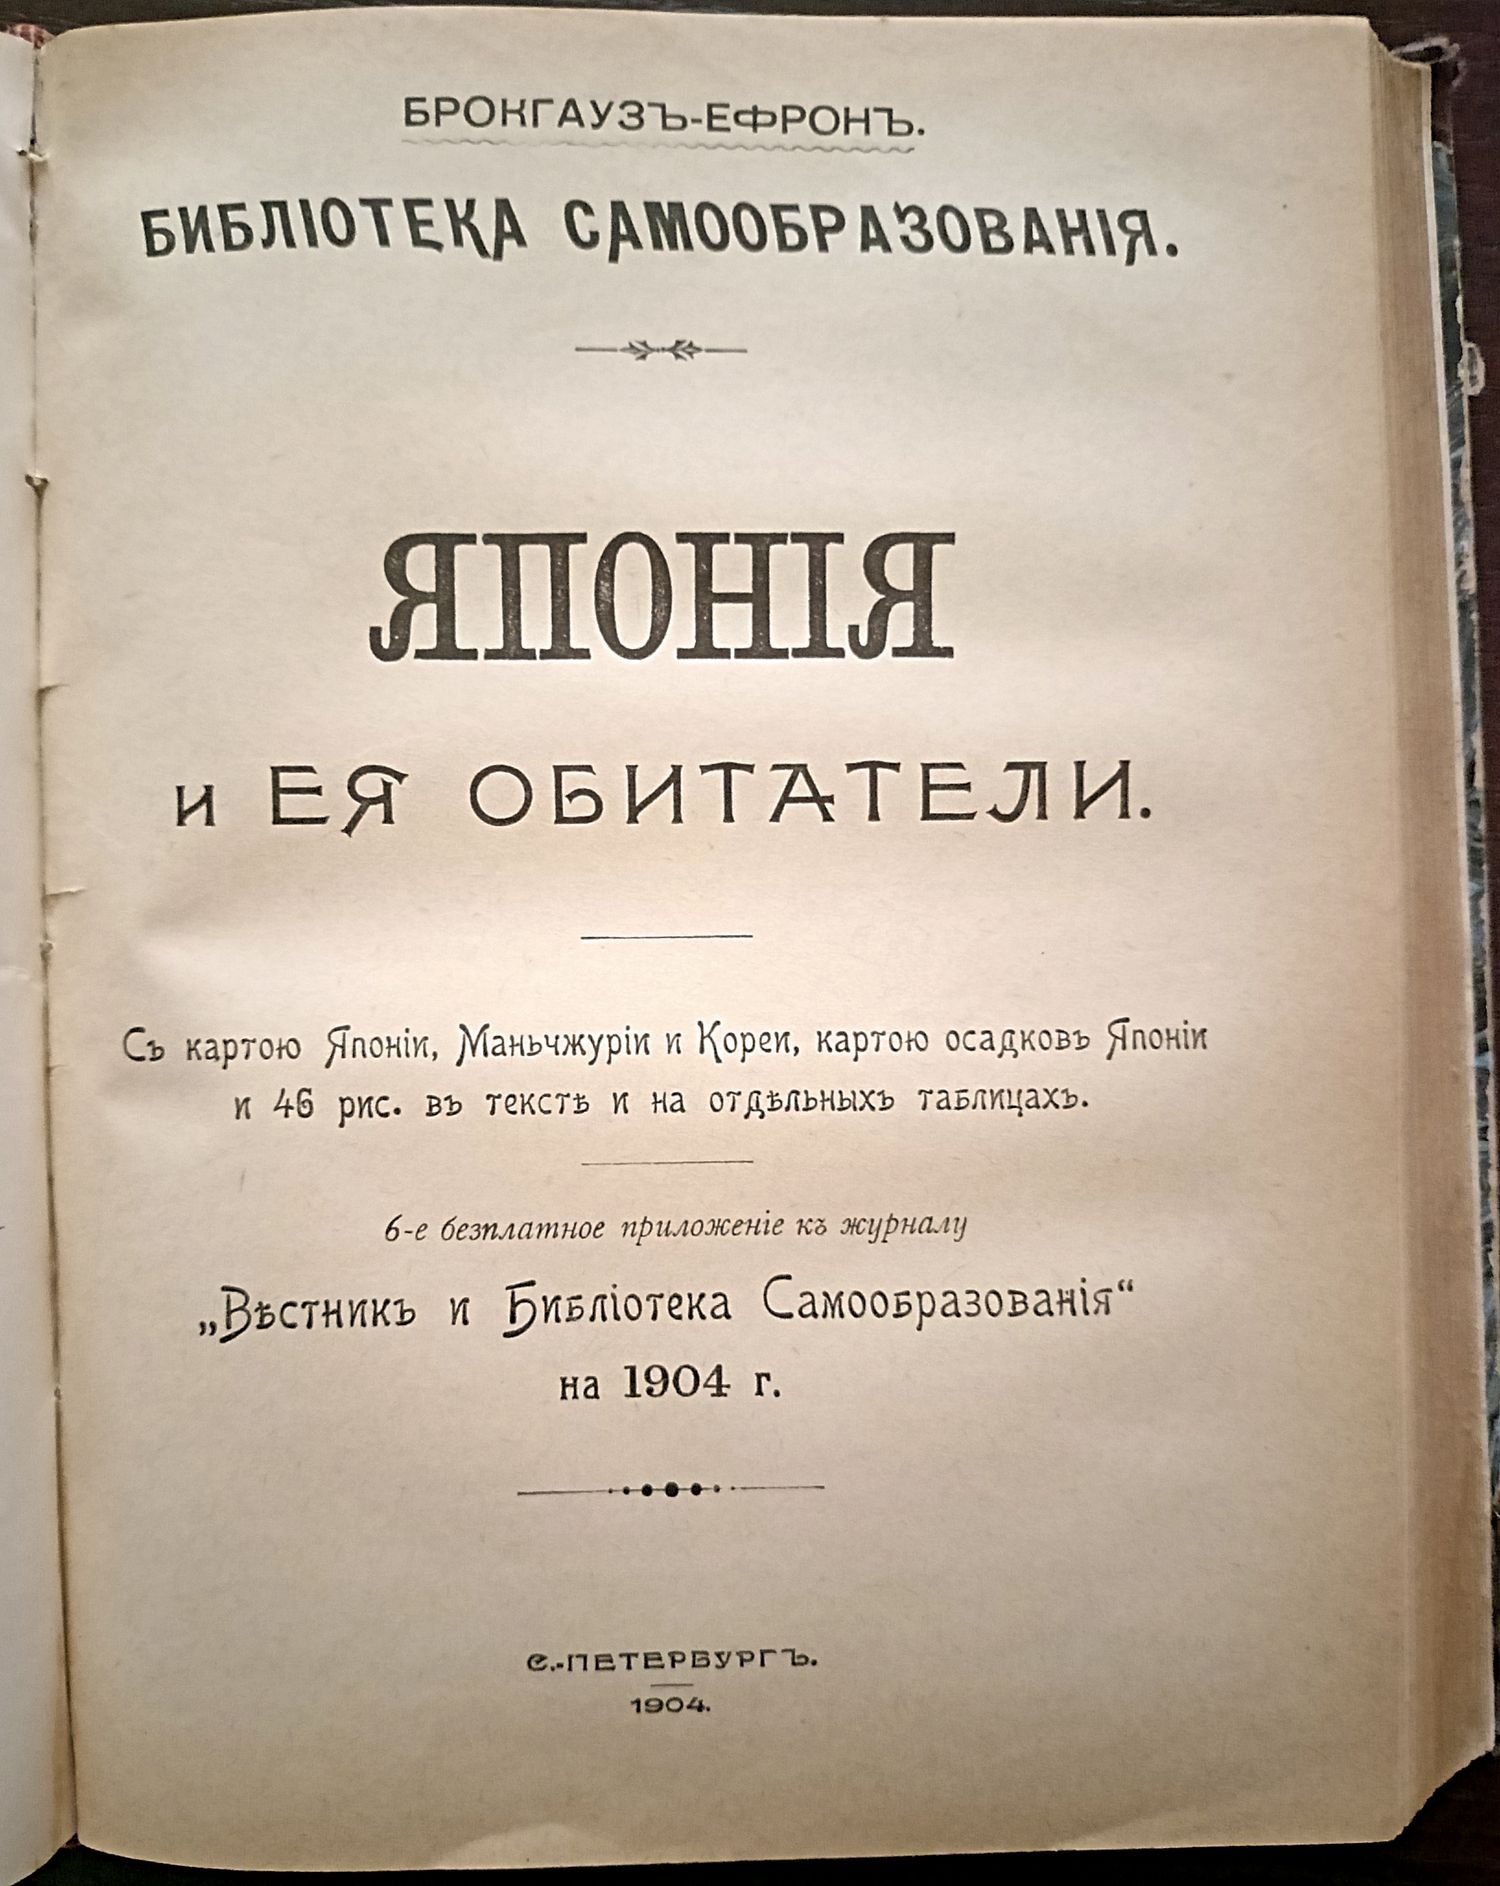 БРОКГАУЗЪ-ЕФРОНЪ.
БИБЛІОТЕКА САМООБРАЗОВАНІЯ.
ЯПОНІЯ
и ЕЯ ОБИТАТЕЛИ.
Съ картою Японіи, Маньчжуріи и Кореи, картою осадковъ Японіи
и 46 рис. въ текстѣ и на отдѣльныхъ таблицахъ.
6-е безплатное приложеніе къ журналу
„Вѣстникъ и Библіотека Самообразованія“
на 1904 г.
С.-ПЕТЕРБУРГЪ.
1904.